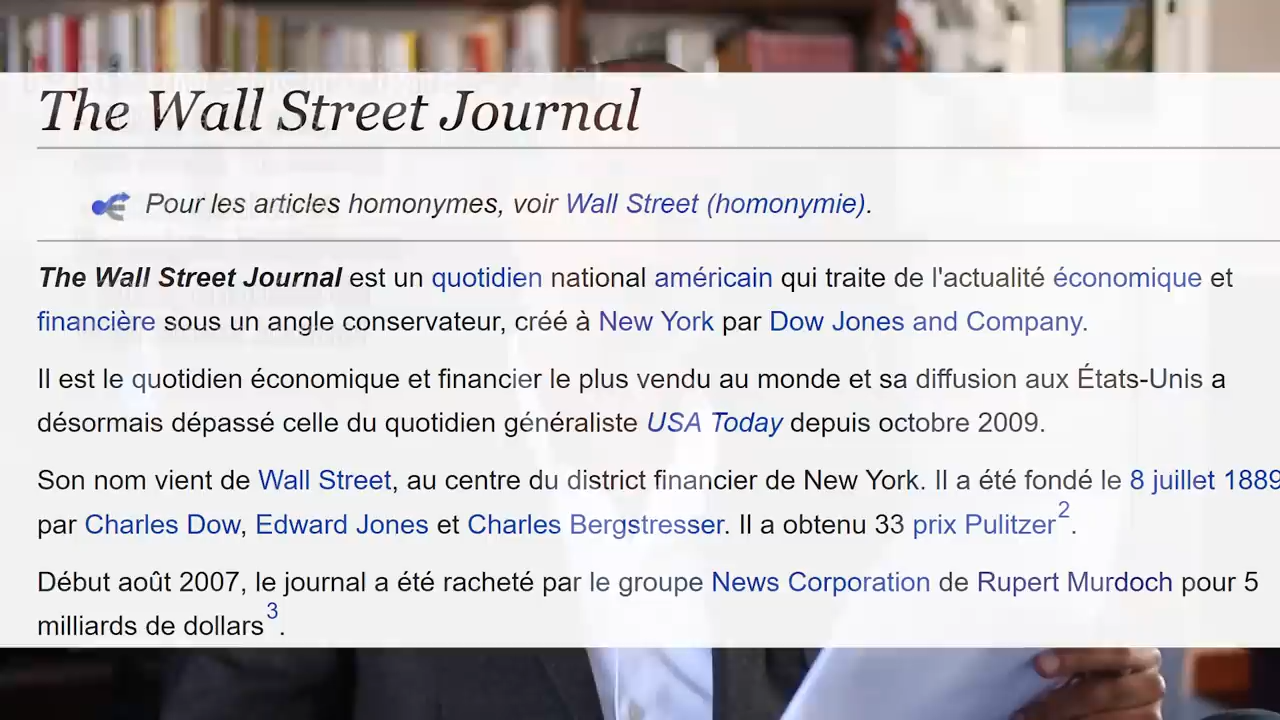 The Wall Street Journal
Pour les articles homonymes, voir Wall Street (homonymie).
The Wall Street Journal est un quotidien national américain qui traite de l'actualité économique et
financière sous un angle conservateur, créé à New York par Dow Jones and Company.
Il est le quotidien économique et financier le plus vendu au monde et sa diffusion aux États-Unis a
désormais dépassé celle du quotidien généraliste USA Today depuis octobre 2009.
Son nom vient de Wall Street, au centre du district financier de New York. Il a été fondé le 8 juillet 1889
par Charles Dow, Edward Jones et Charles Bergstresser. Il a obtenu 33 prix Pulitzer2.
Début août 2007, le journal a été racheté par le groupe News Corporation de Rupert Murdoch pour 5
milliards de dollars3.